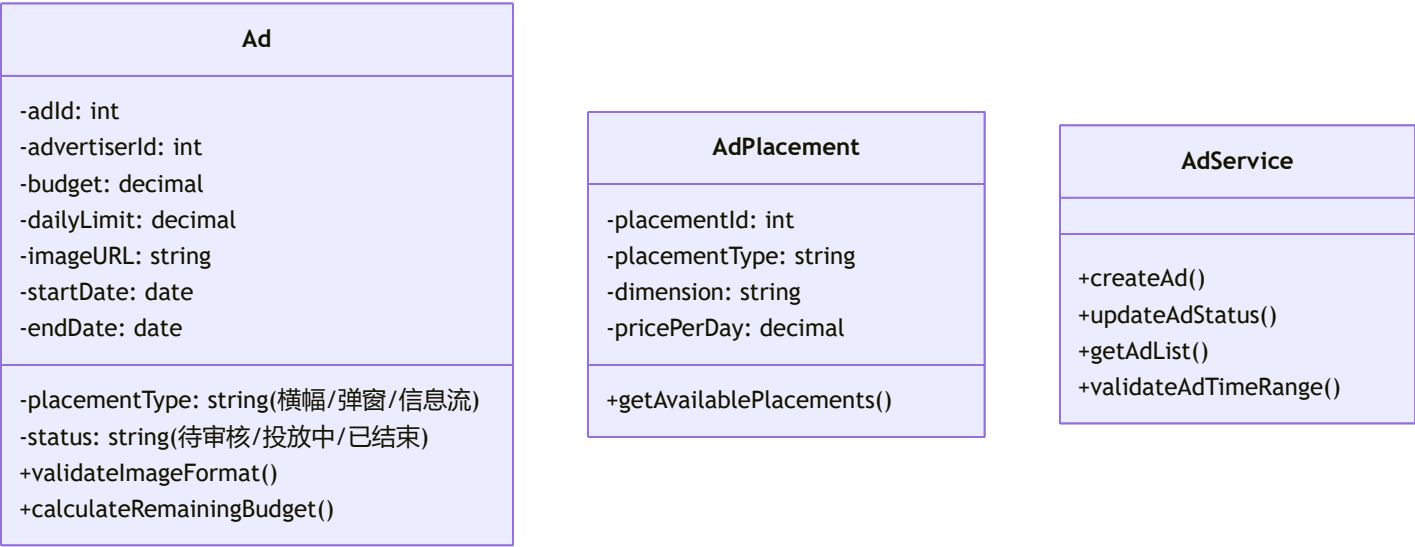 Ad
-adId: int
-advertiserId: int
-budget: decimal
-dailyLimit: decimal
-imageURL: string
-startDate: date
-endDate: date
-placementType: string(横幅/弹窗/信息流)
-status: string(待审核/投放中/已结束)
+validateImageFormat()
+calculateRemainingBudget()
AdPlacement
-placementId: int
-placementType: string
-dimension: string
-pricePerDay: decimal
+getAvailablePlacements()
AdService
+createAd()
+updateAdStatus()
+getAdList()
+validateAdTimeRange()